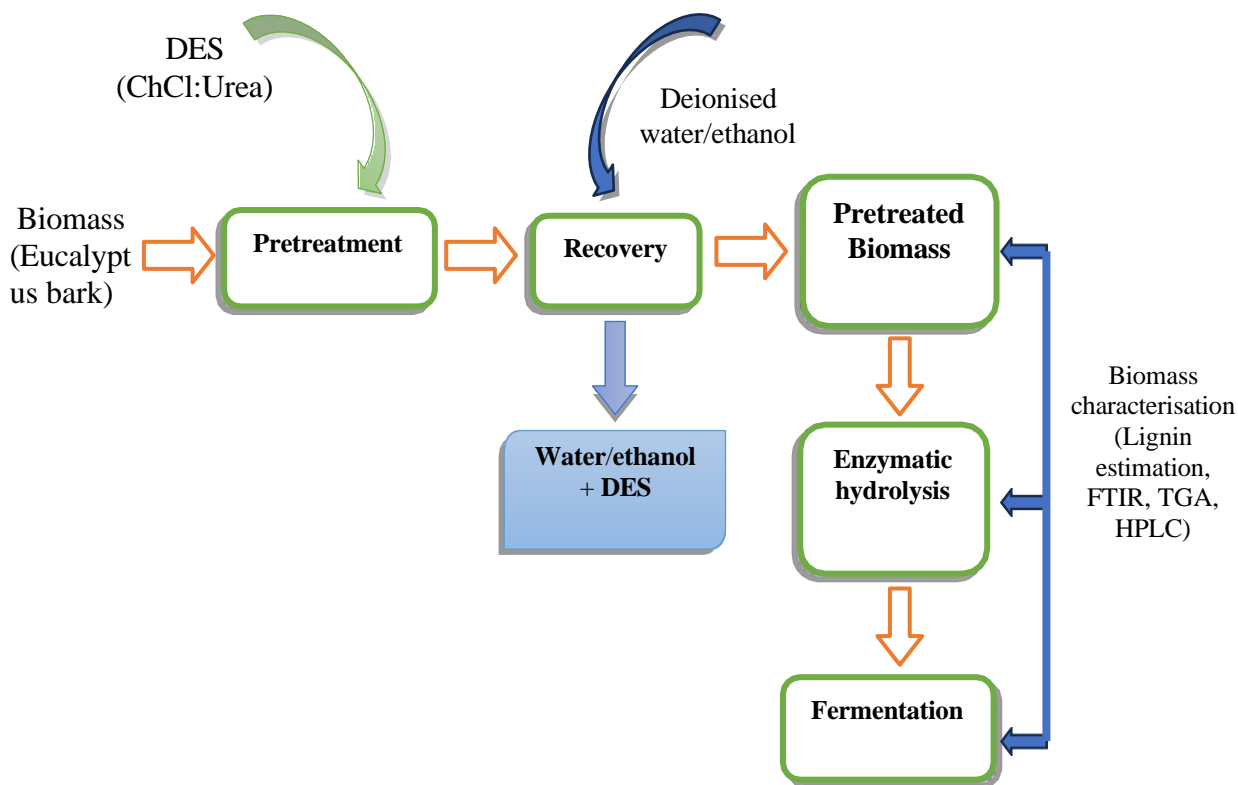 DES
(ChCl:Urea)
Deionised
water/ethanol
Biomass
(Eucalypt
us bark)
Pretreatment
Recovery
Pretreated
Biomass
Water/ethanol
+ DES
Enzymatic
hydrolysis
Biomass
characterisation
(Lignin
estimation,
FTIR, TGA,
HPLC)
Fermentation